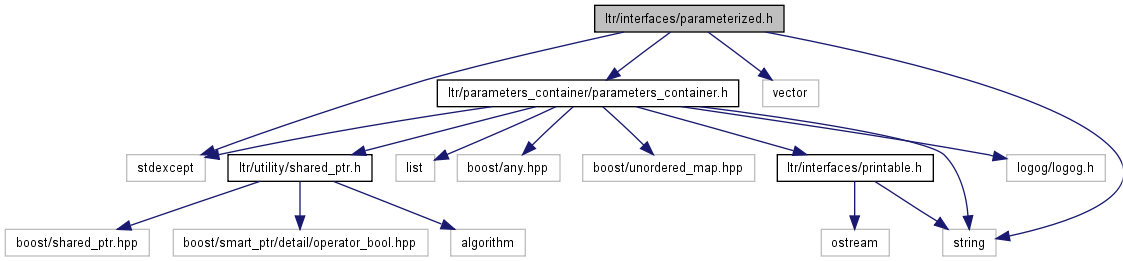 ltr/interfaces/parameterized.h
ltr/parameters_container/parameters_container.h
vector
stdexcept
ltr/utility/shared_ptr.h
list
boost/any.hpp
boost/unordered_map.hpp
ltr/interfaces/printable.h
logog/logog.h
boost/shared_ptr.hpp
boost/smart_ptr/detail/operator_bool.hpp
algorithm
ostream
string